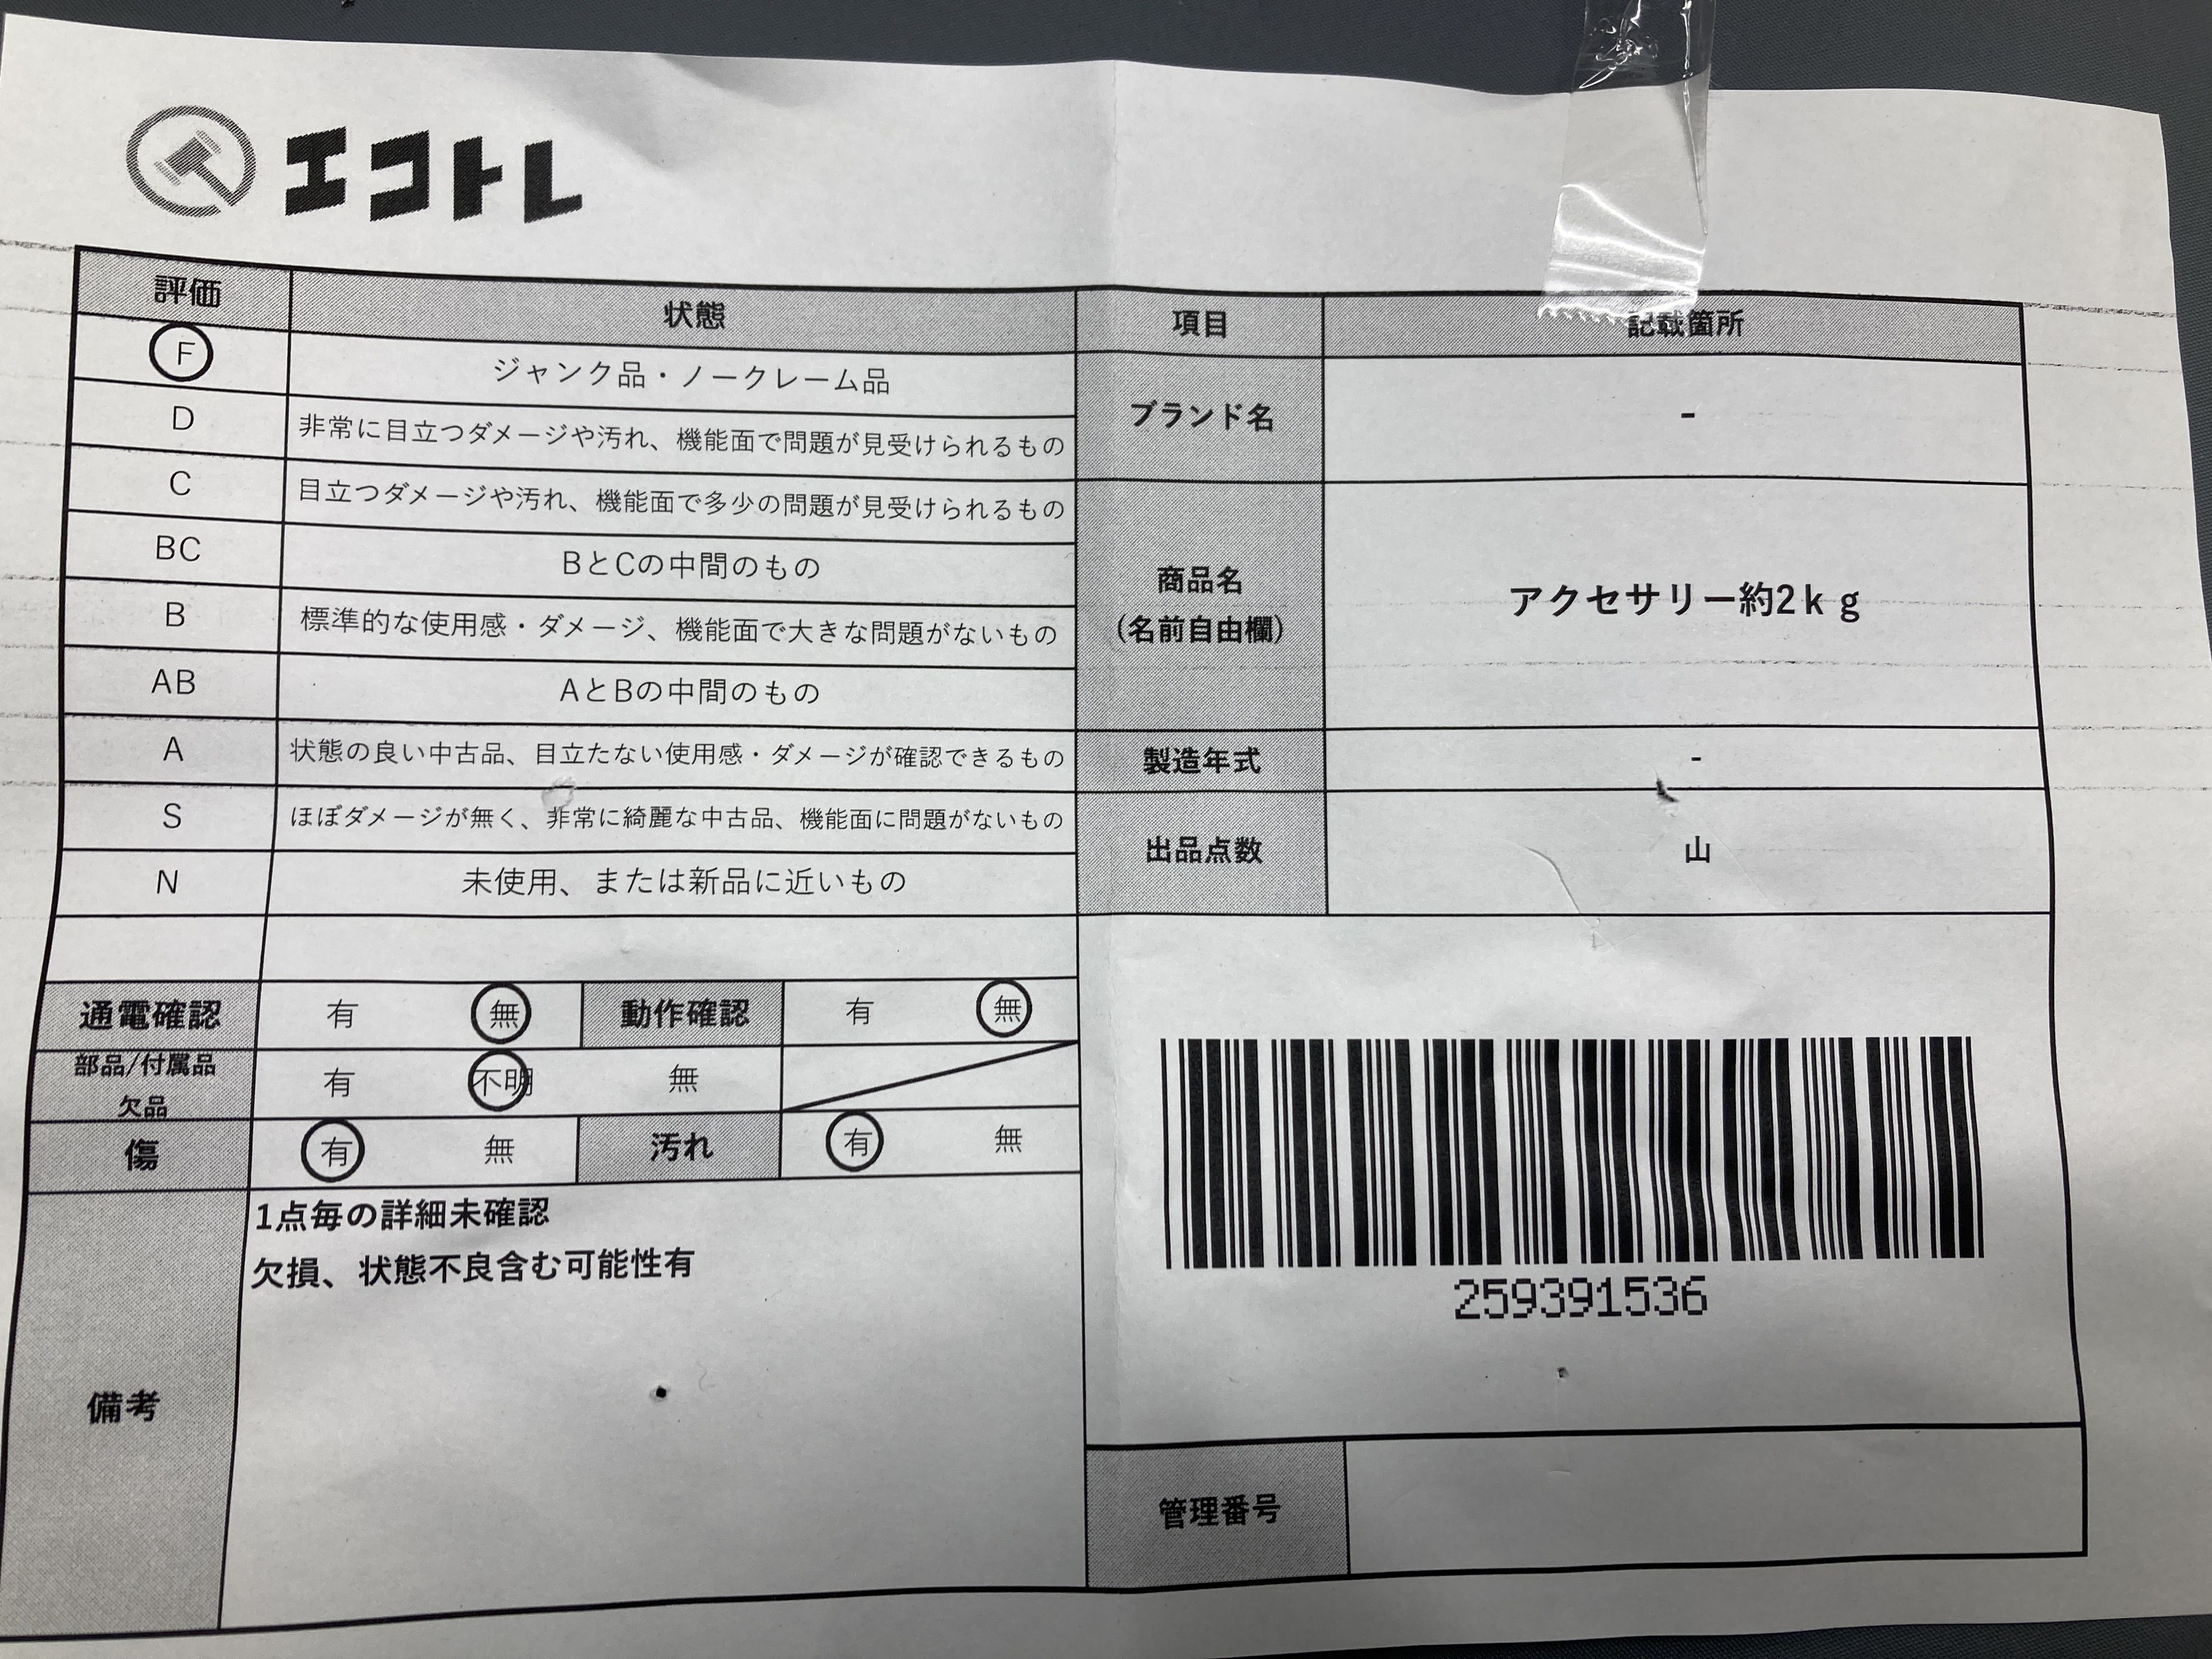 エコトレ
評価 状態
F ジャンク品・ノークレーム品
D 非常に目立つダメージや汚れ、機能面で問題が見受けられるもの
C 目立つダメージや汚れ、機能面で多少の問題が見受けられるもの
BC BとCの中間のもの
B 標準的な使用感・ダメージ、機能面で大きな問題がないもの
AB AとBの中間のもの
A 状態の良い中古品、目立たない使用感・ダメージが確認できるもの
S ほぼダメージが無く、非常に綺麗な中古品、機能面に問題がないもの
N 未使用、または新品に近いもの
通電確認 有 無 動作確認 有 無
部品/付属品
欠品
有 不明 無
傷 有 無 汚れ 有 無
備考
1点毎の詳細未確認
欠損、状態不良含む可能性有
項目 記載箇所
ブランド名 -
商品名
(名前自由欄)
アクセサリー約2ｋｇ
製造年式 -
出品点数 山
259391536
管理番号